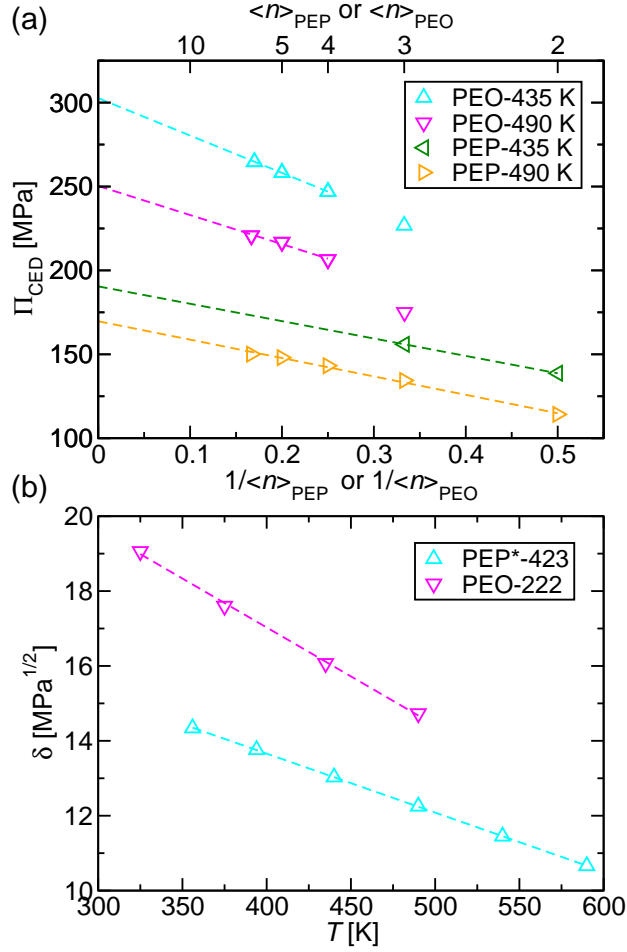 (a)
<n>PEP or <n>PEO
10 5 4 3 2
300
250
200
150
100
ΠCED [MPa]
PEO-435 K
PEO-490 K
PEP-435 K
PEP-490 K
0 0.1 0.2 0.3 0.4 0.5
1/<n>PEP or 1/<n>PEO
(b)
20
18
16
14
12
10
δ [MPa1/2]
PEP*-423
PEO-222
300 350 400 450 500 550 600
T [K]